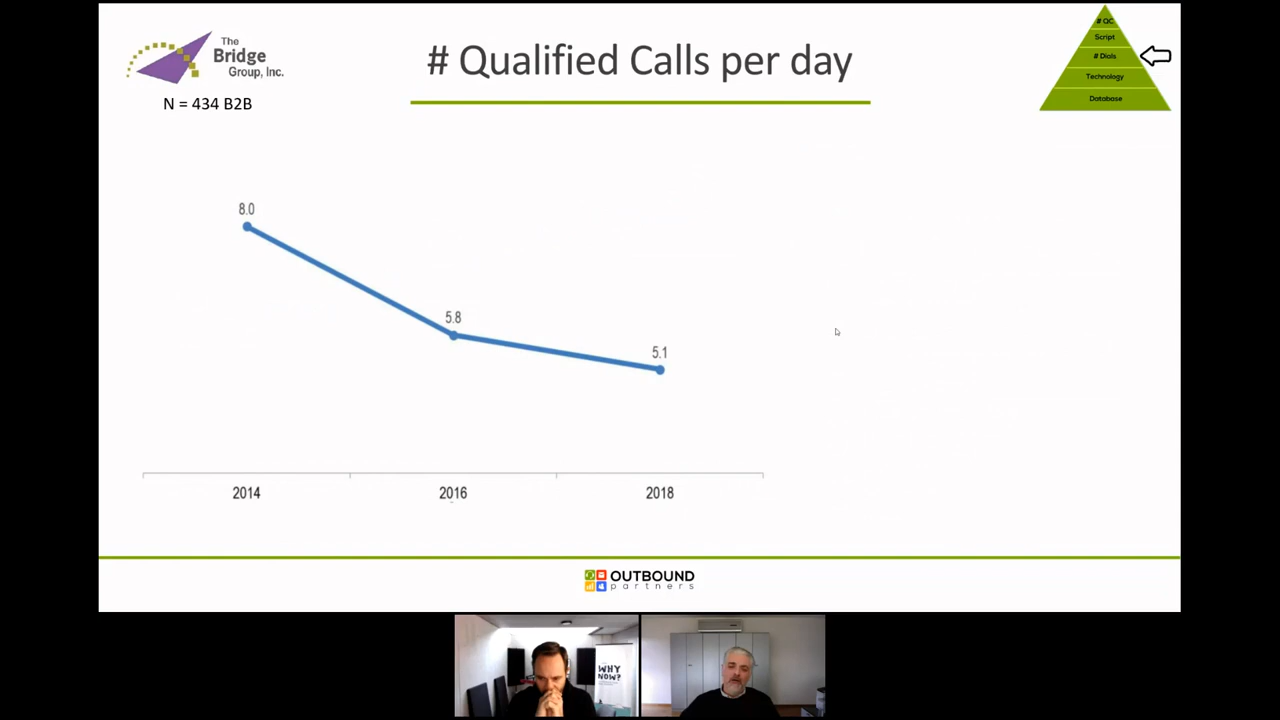 The
Bridge
Group, Inc.
N = 434 B2B
# Qualified Calls per day
# QC
Script
# Dials
Technology
Database
8.0
5.8
5.1
2014
2016
2018
OUTBOUND
partners
WHY
NOW?